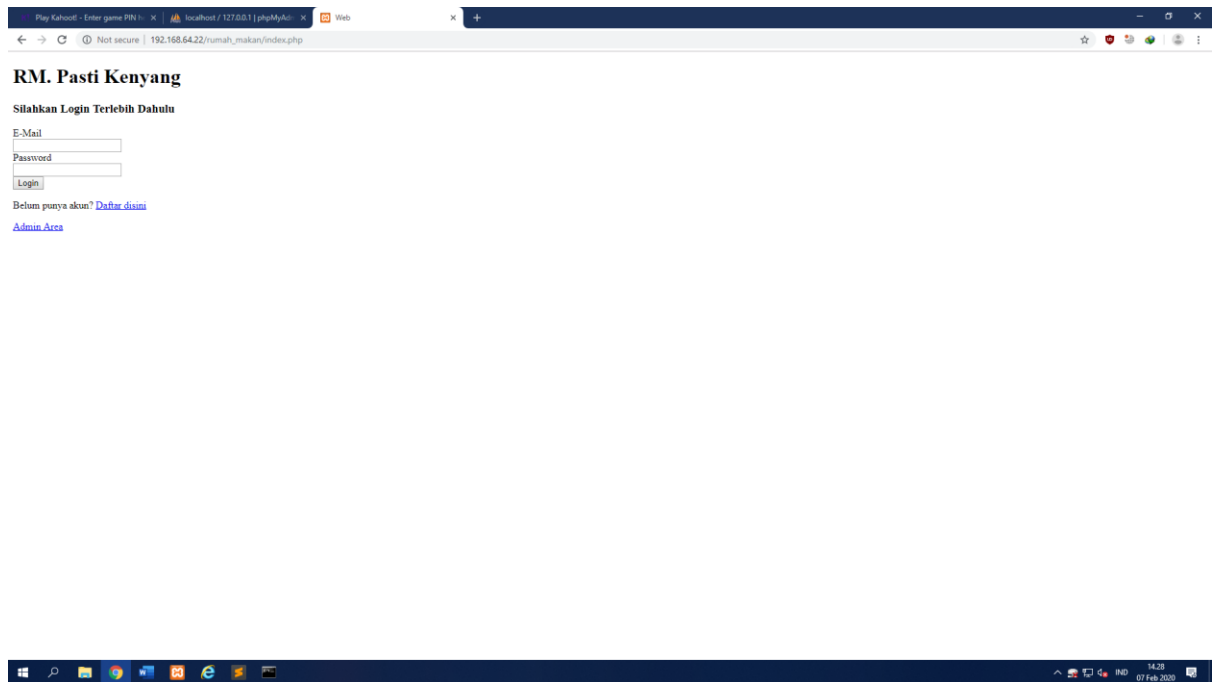 Play Kahoot! - Enter game PIN
localhost / 127.0.0.1 | phpMyAd
Web
Not secure | 192.168.64.22/rumah_makan/index.php
RM. Pasti Kenyang
Silahkan Login Terlebih Dahulu
E-Mail
Password
Login
Belum punya akun? Daftar disini
Admin Area
IND
14.28
07 Feb 2020